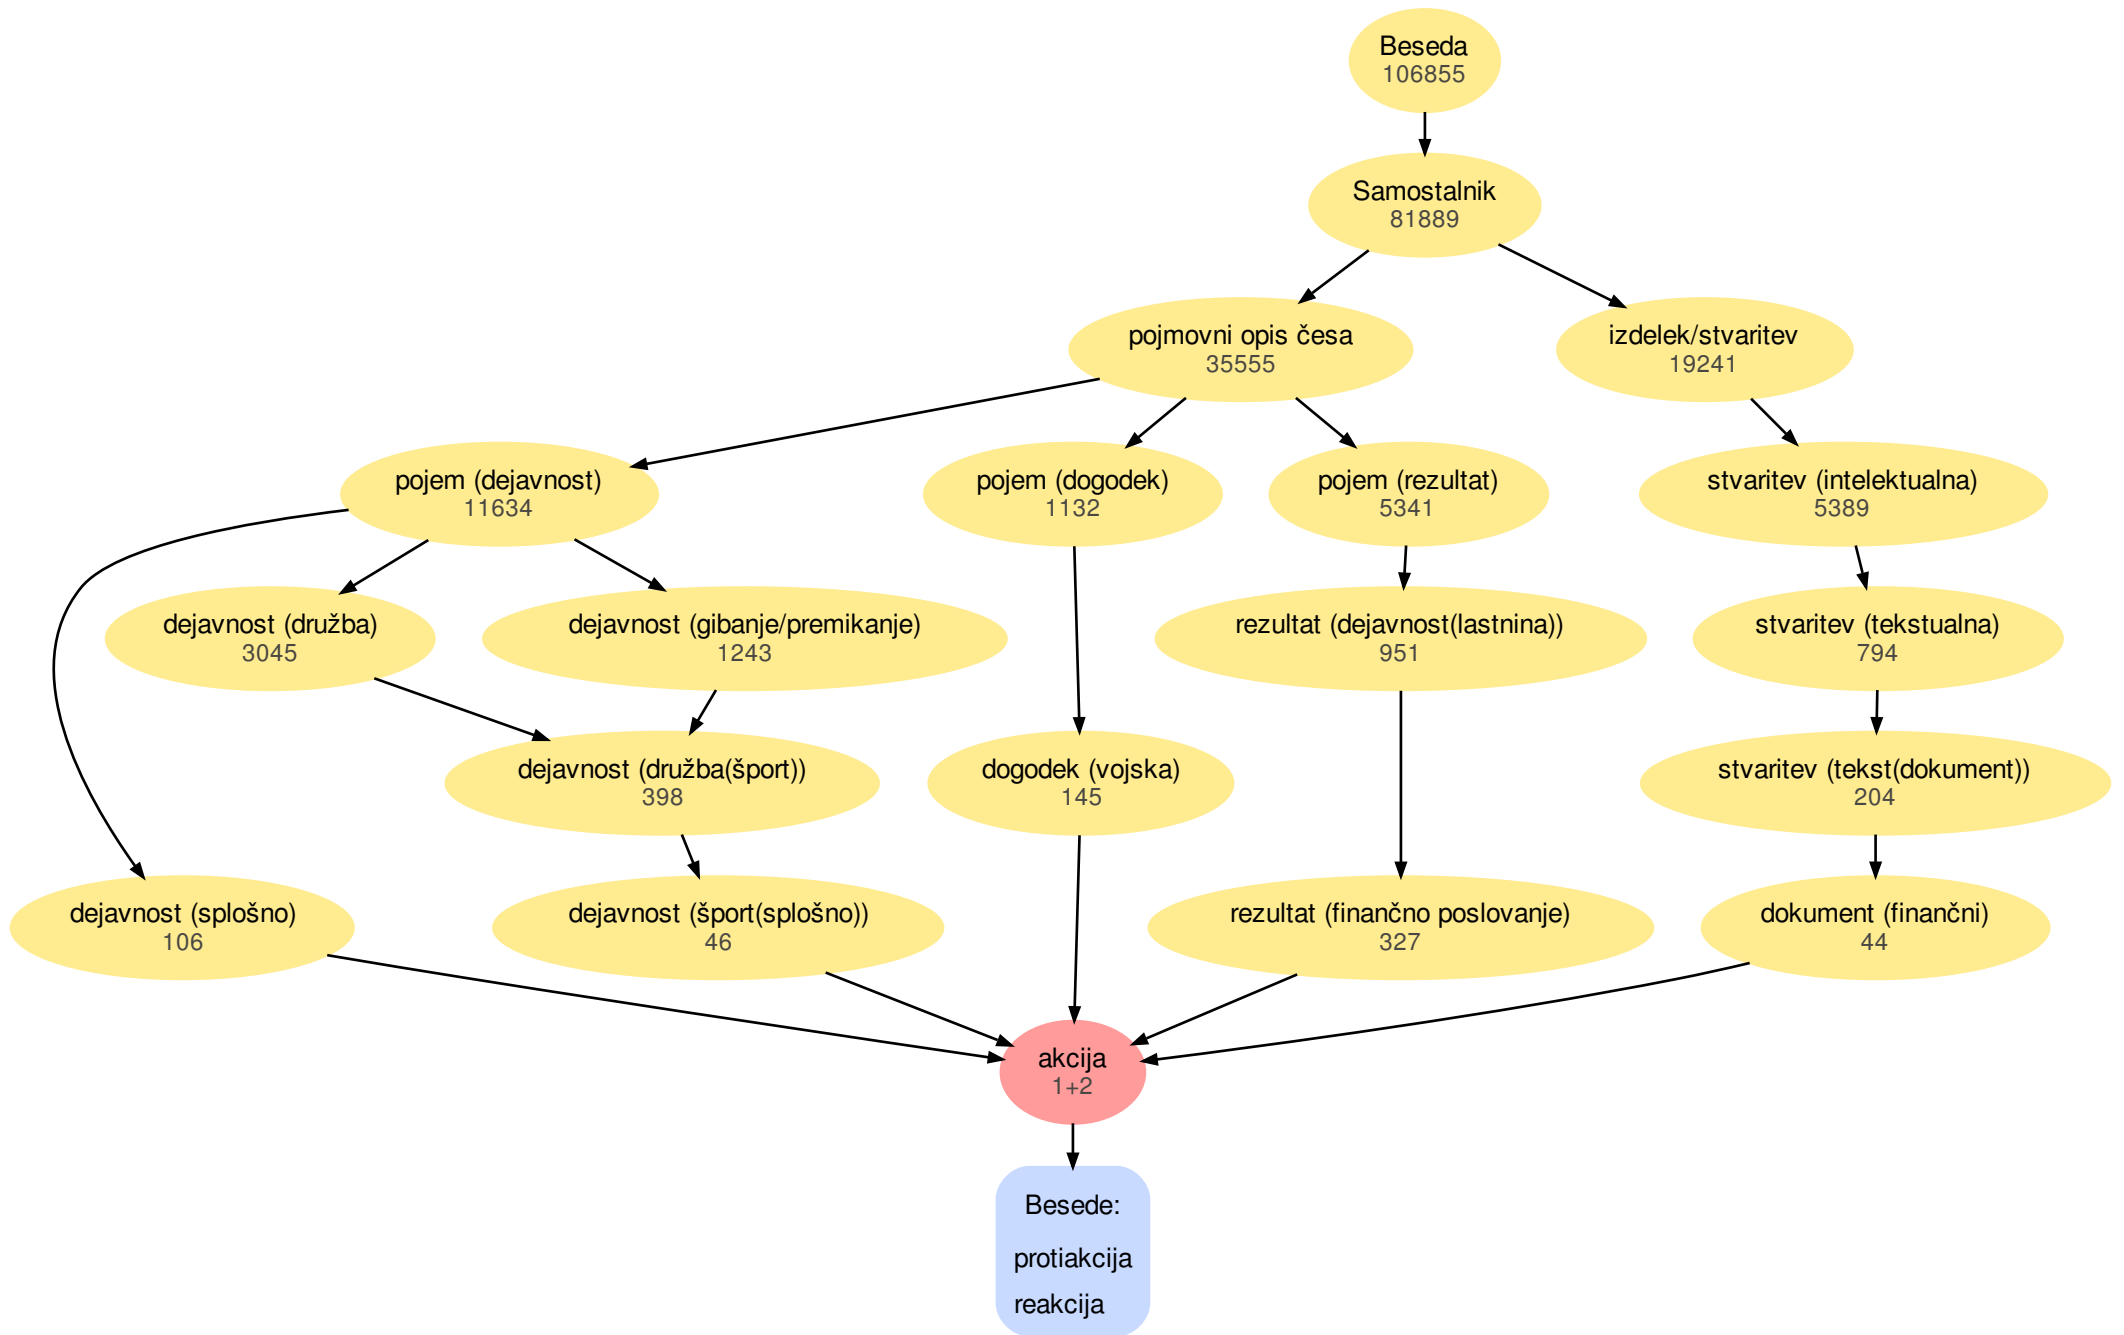 Beseda
106855
Samostalnik
81889
pojmovni opis česa
35555
izdelek/stvaritev
19241
pojem (dejavnost)
11634
pojem (dogodek)
1132
pojem (rezultat)
5341
stvaritev (intelektualna)
5389
dejavnost (družba)
3045
dejavnost (gibanje/premikanje)
1243
rezultat (dejavnost(lastnina))
951
stvaritev (tekstualna)
794
dejavnost (družba(šport))
398
dogodek (vojska)
145
stvaritev (tekst(dokument))
204
dejavnost (splošno)
106
dejavnost (šport(splošno))
46
rezultat (finančno poslovanje)
327
dokument (finančni)
44
akcija
1+2
Besede:
protiakcija
reakcija